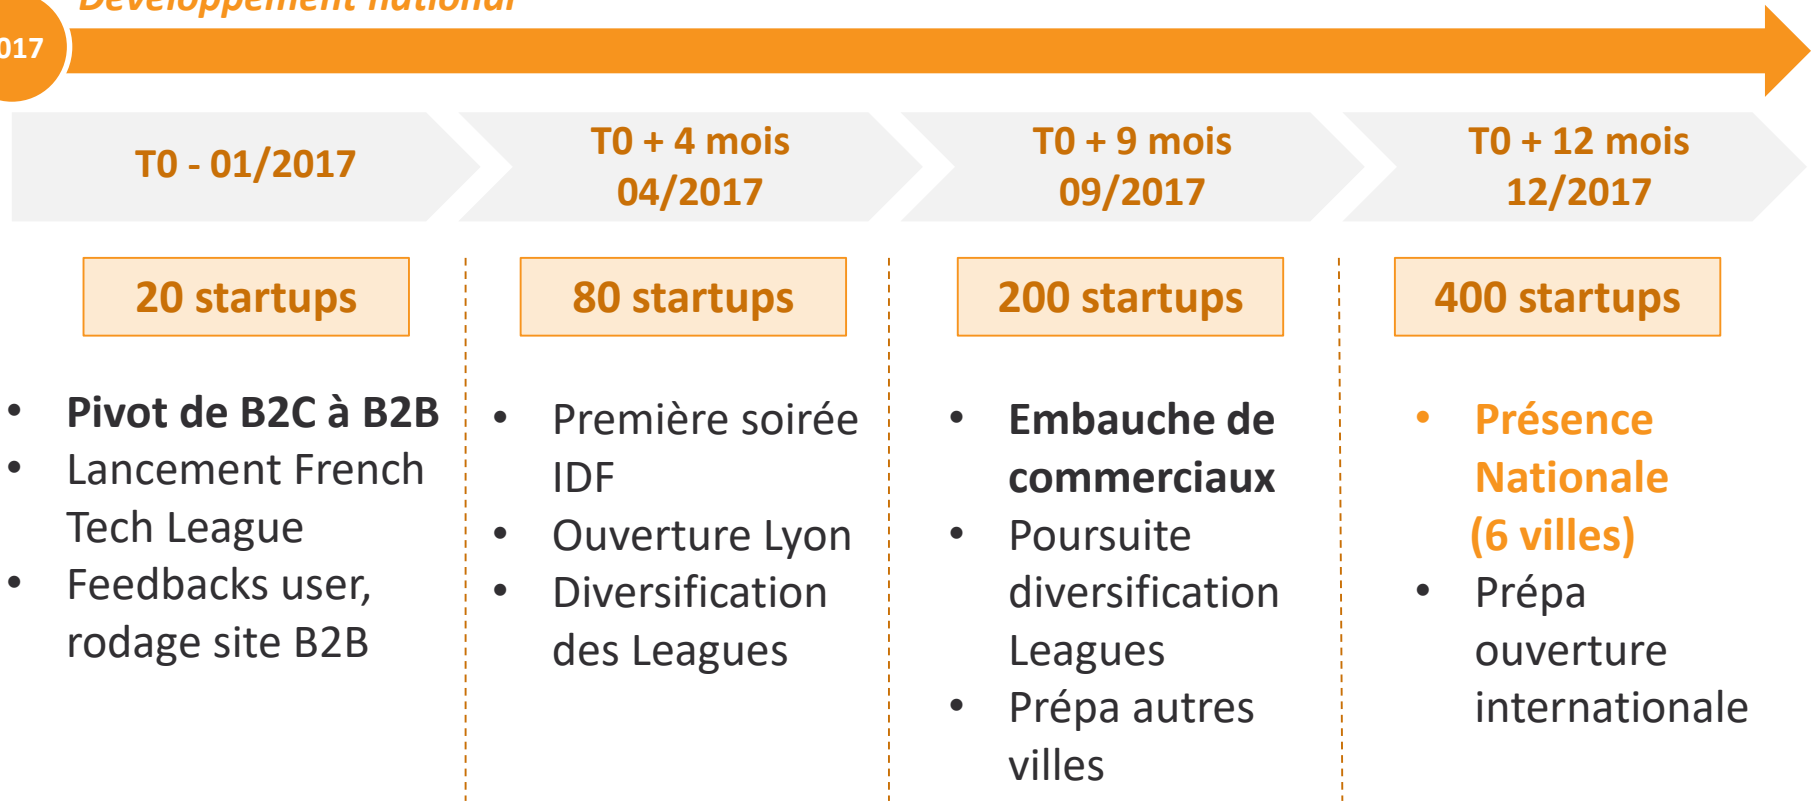 Développement national
017
T0 - 01/2017
T0 + 4 mois
04/2017
T0 + 9 mois
09/2017
T0 + 12 mois
12/2017
20 startups
80 startups
200 startups
400 startups
• Pivot de B2C à B2B
• Lancement French
Tech League
• Feedbacks user,
rodage site B2B
• Première soirée
IDF
• Ouverture Lyon
• Diversification
des Leagues
• Embauche de
commerciaux
• Poursuite
diversification
Leagues
• Prépa autres
villes
• Présence
Nationale
(6 villes)
• Prépa
ouverture
internationale